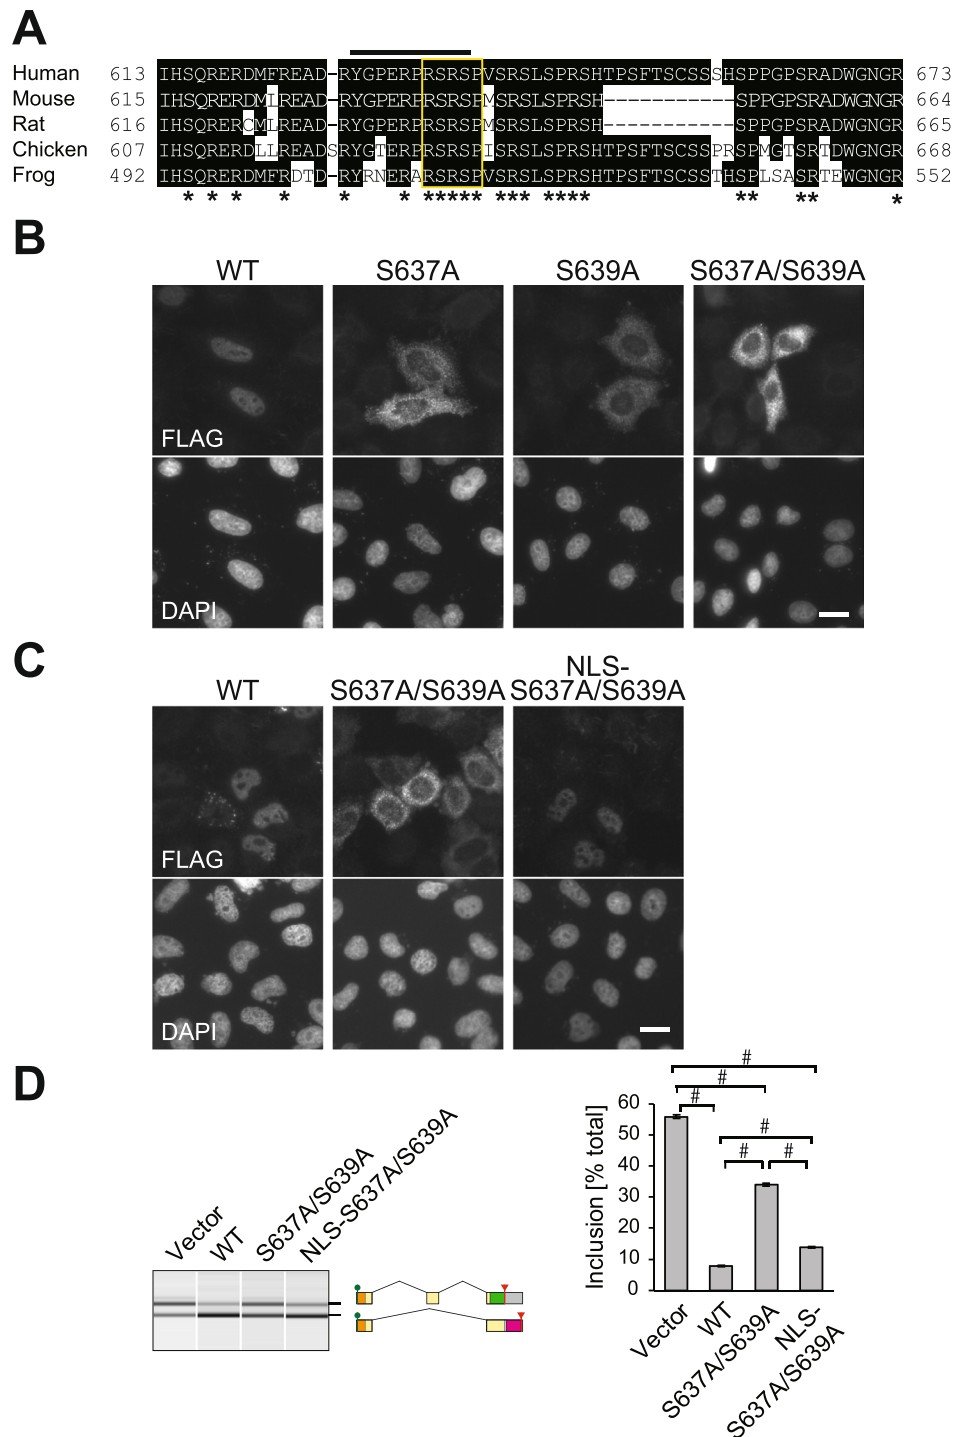 A
Human 613 IHSQRERDMFREAD-RYGPERPRSRSPVSRSLSPRSHTPSFTSCSSSHSPPGPSRADWGNGR 673
Mouse 615 IHSQRERDMLREAD-RYGPERPRSRSPMSRSLSPRSH-----------SPPGPSRADWGNGR 664
Rat 616 IHSQRERCMLREAD-RYGPERPRSRSPMSRSLSPRSH-----------SPPGPSRADWGNGR 665
Chicken 607 IHSQRERDLLREADSRYGTERPRSRSPISRSLSPRSHTPSFTSCSSPRSPMGTSRTDWGNGR 668
Frog 492 IHSQRERDMFRDTD-RYRNERARSRSPVSRSLSPRSHTPSFTSCSSTHSPLSASRTEWGNGR 552
* * * * * * ***** *** **** ** ** *
B
WT S637A S639A S637A/S639A
FLAG
DAPI
C
WT S637A/S639A NLS-
S637A/S639A
FLAG
DAPI
D
Vector
WT
S637A/S639A
NLS-S637A/S639A
Inclusion [% total]
60
50
40
30
20
10
0
#
#
#
#
# #
Vector
WT
S637A/S639A
NLS-
S637A/S639A